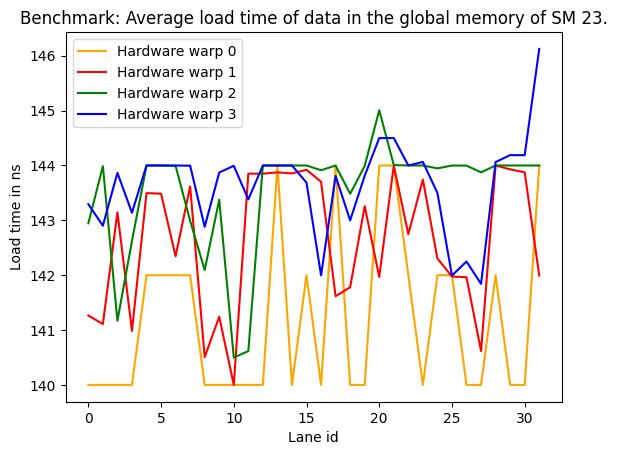 Benchmark: Average load time of data in the global memory of SM 23.
Hardware warp 0
Hardware warp 1
Hardware warp 2
Hardware warp 3
Load time in ns
146
145
144
143
142
141
140
0 5 10 15 20 25 30
Lane id